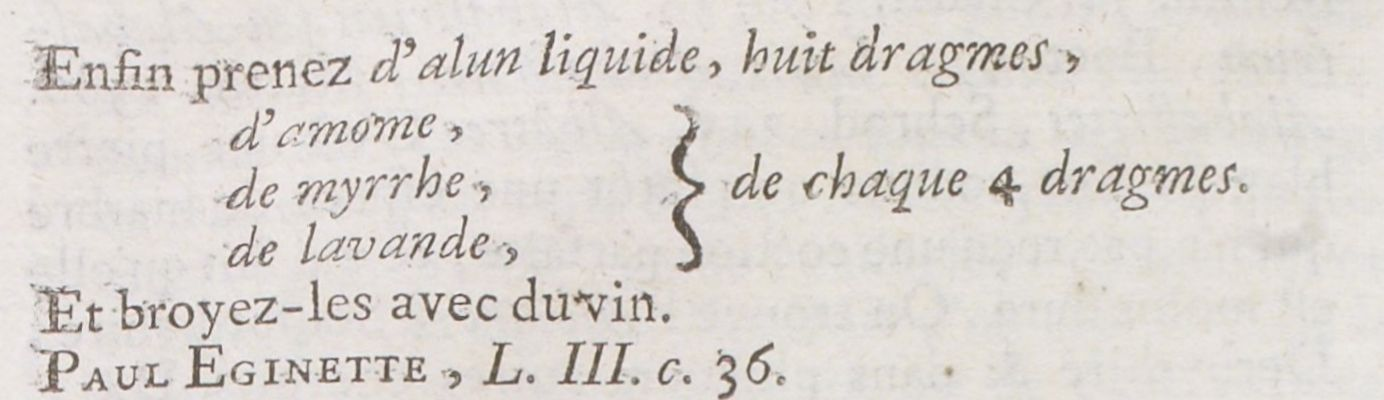 Enfin prenez d'alun liquide, huit dragmes,
d'amome,
de myrrhe,
de lavande,
} de chaque 4 dragmes.
Et broyez-les avec du vin.
PAUL EGINETTE, L. III. c. 36.